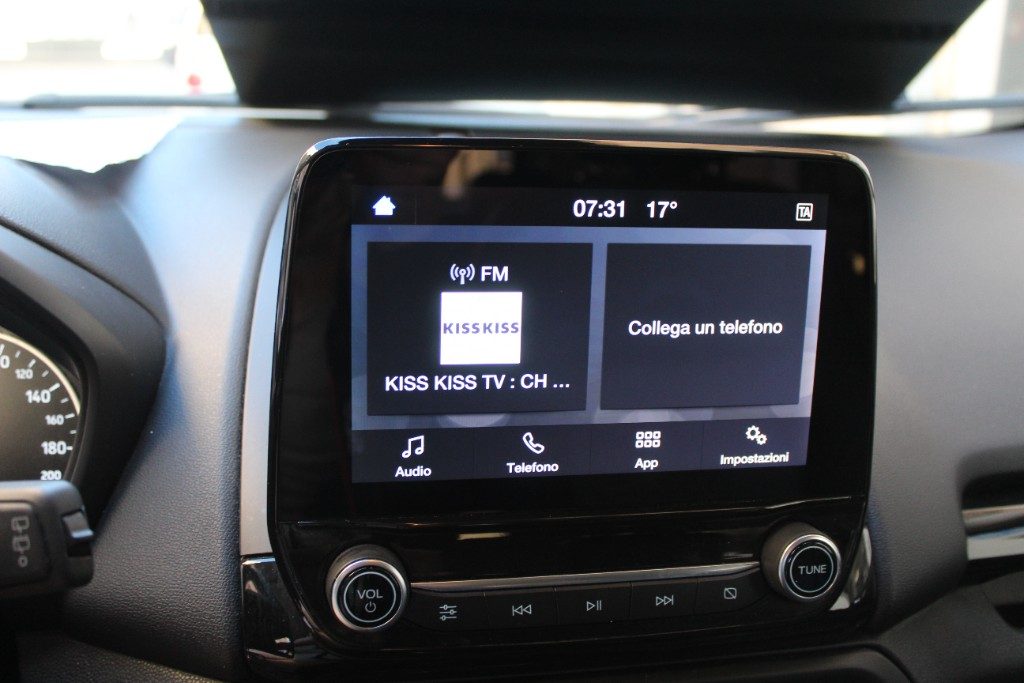 07:31 17°
TA
FM
KISSKISS
KISS KISS TV : CH ...
Collega un telefono
Audio
Telefono
App
Impostazioni
VOL
TUNE
120
140
160
180
200